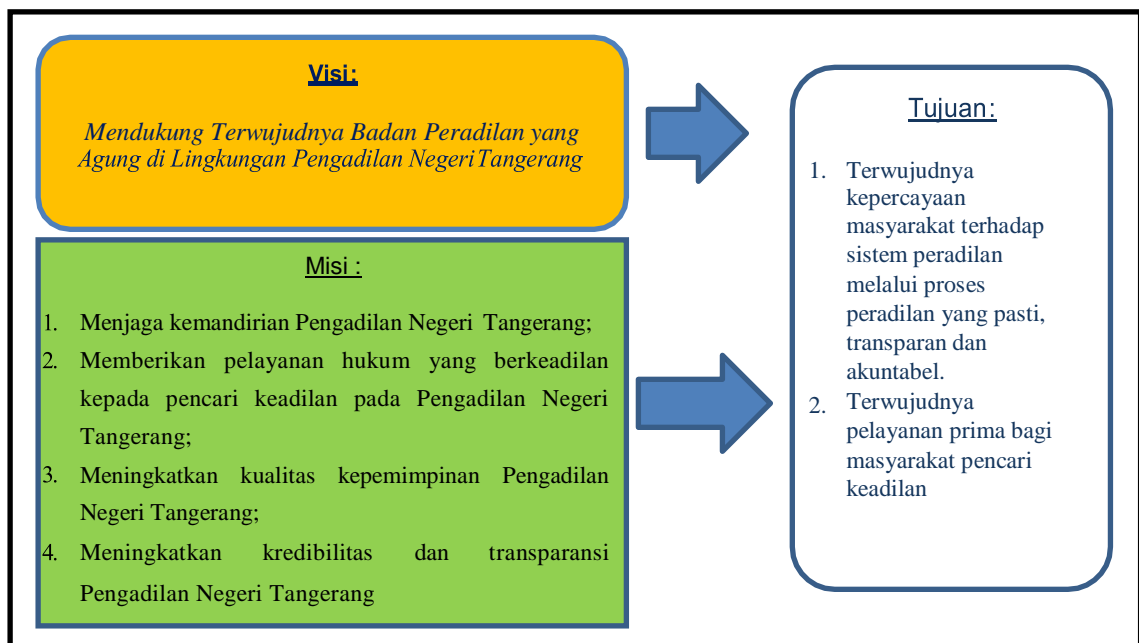 Visi:
Mendukung Terwujudnya Badan Peradilan yang
Agung di Lingkungan Pengadilan Negeri Tangerang
Misi :
1. Menjaga kemandirian Pengadilan Negeri Tangerang;
2. Memberikan pelayanan hukum yang berkeadilan
kepada pencari keadilan pada Pengadilan Negeri
Tangerang;
3. Meningkatkan kualitas kepemimpinan Pengadilan
Negeri Tangerang;
4. Meningkatkan kredibilitas dan transparansi
Pengadilan Negeri Tangerang
Tujuan:
1. Terwujudnya
kepercayaan
masyarakat terhadap
sistem peradilan
melalui proses
peradilan yang pasti,
transparan dan
akuntabel.
2. Terwujudnya
pelayanan prima bagi
masyarakat pencari
keadilan